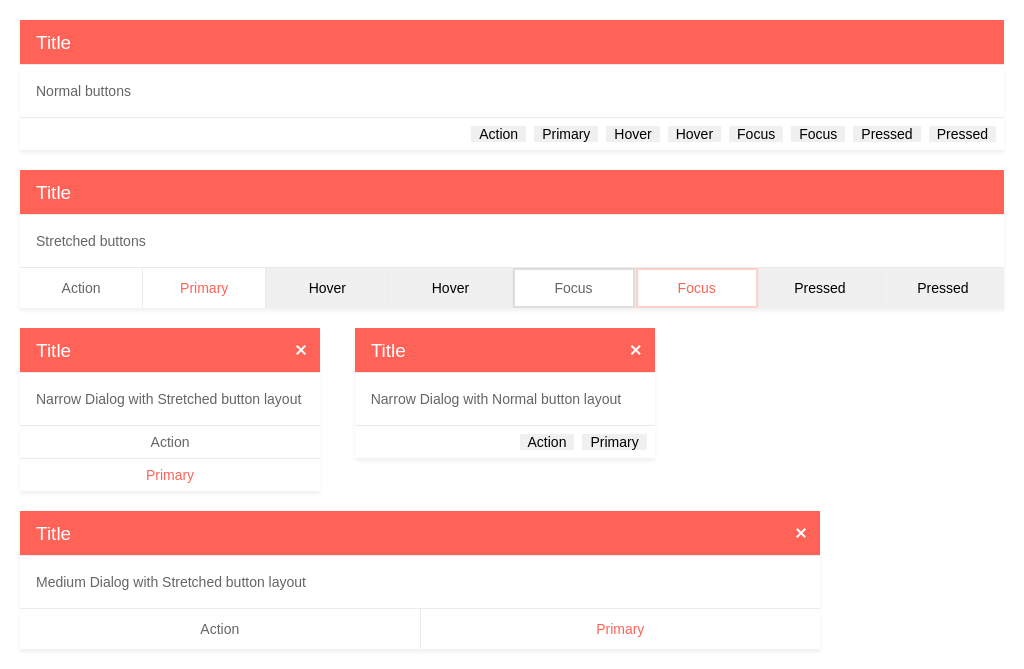 Title
Normal buttons
Action Primary Hover Hover Focus Focus Pressed Pressed
Title
Stretched buttons
Action Primary Hover Hover Focus Focus Pressed Pressed
Title
Narrow Dialog with Stretched button layout
Action
Primary
Title
Narrow Dialog with Normal button layout
Action Primary
Title
Medium Dialog with Stretched button layout
Action Primary